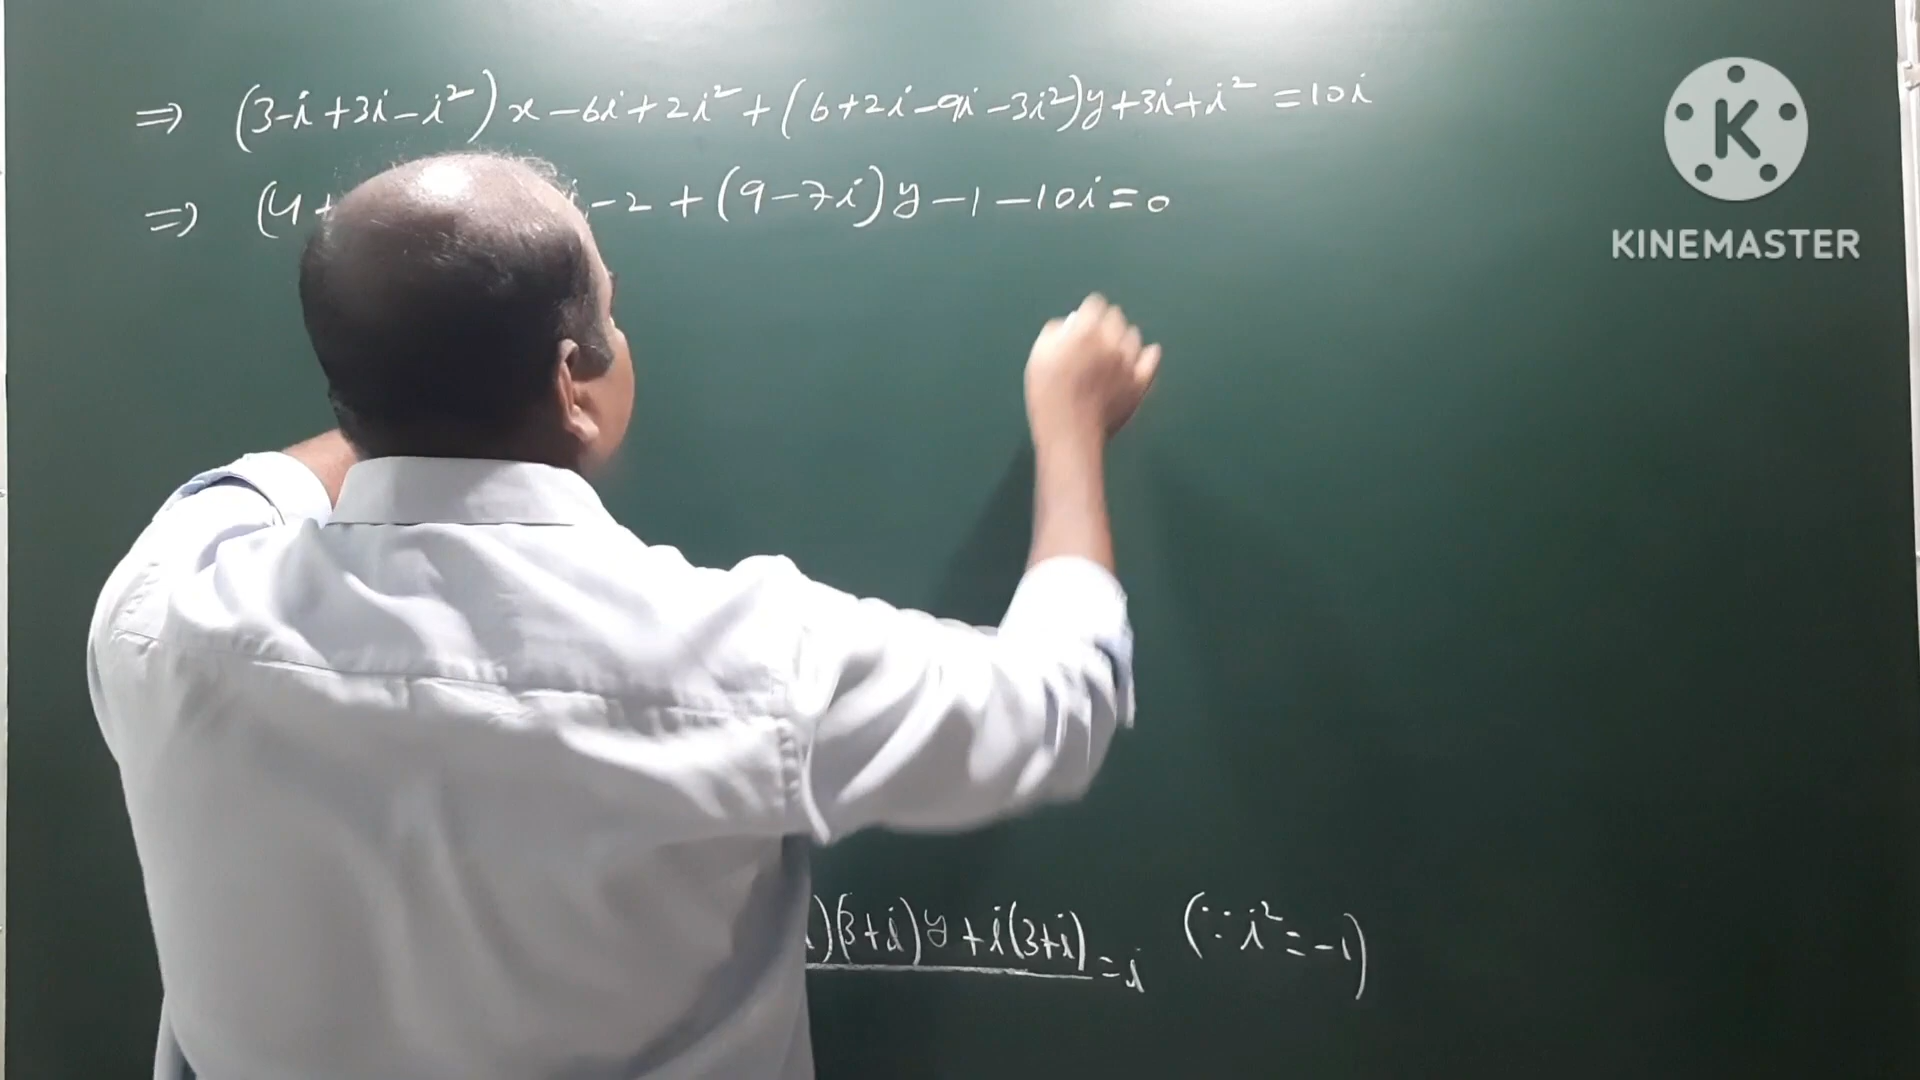 ⇒ (3-i+3i-i²)x-6i+2i²+(6+2i-9i-3i²)y+3i+i²=10i
⇒ (4+ i-2+(9-7i)y-1-10i=0
)(3+i)y+i(3+i)=i (∵i²=-1)
K
KINEMASTER